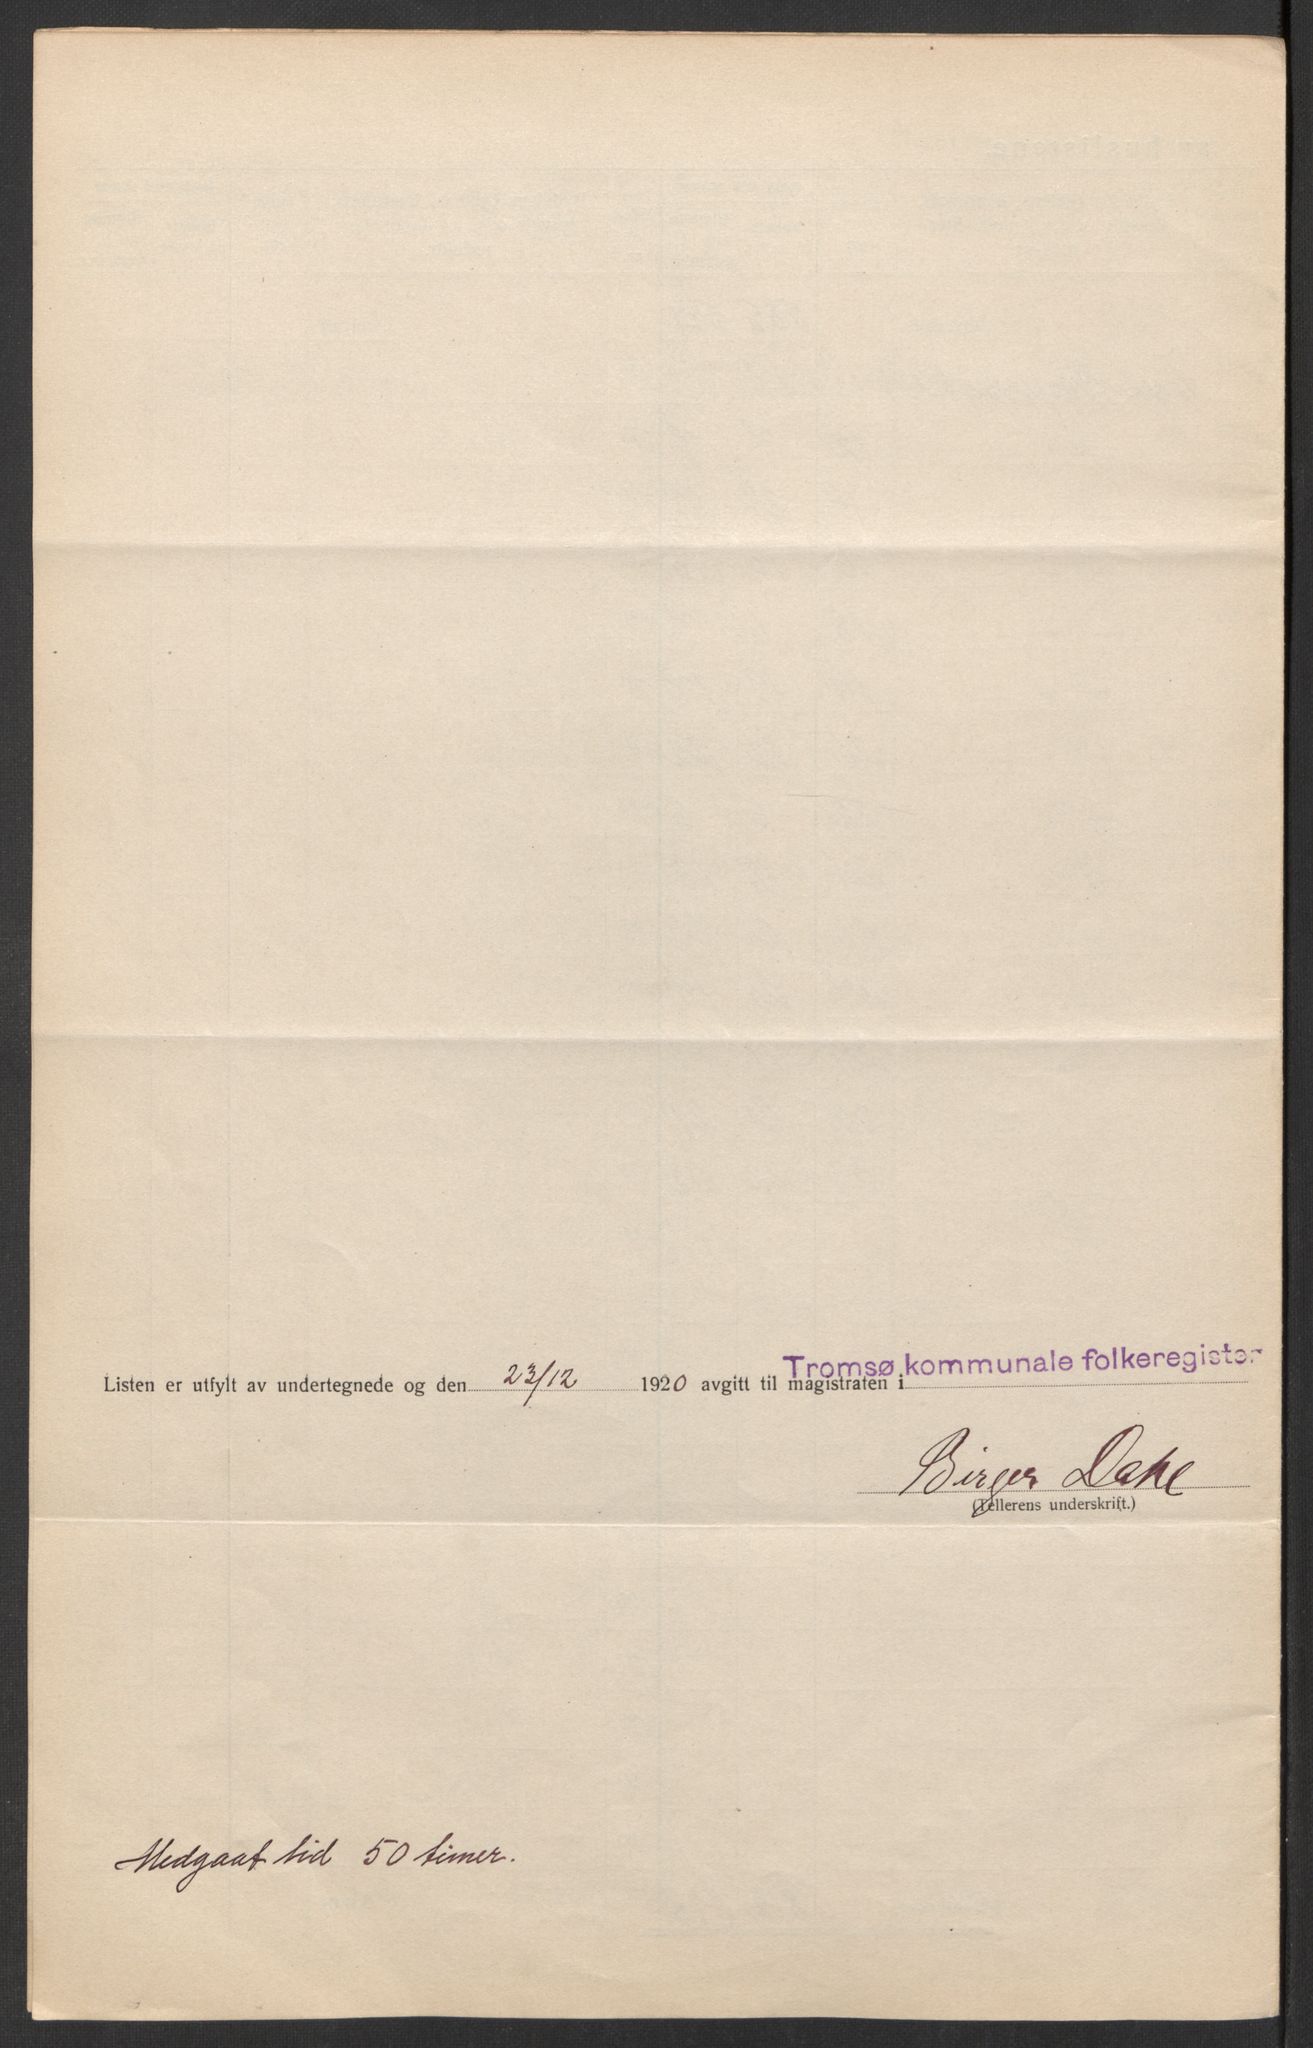 Listen er utfylt av undertegnede og den 23/12 1920 avgitt til magistraten i Tromsø kommunale folkeregister
Birger Dahl
(Tellerens underskrift.)
Medgaat tid 50 timer.